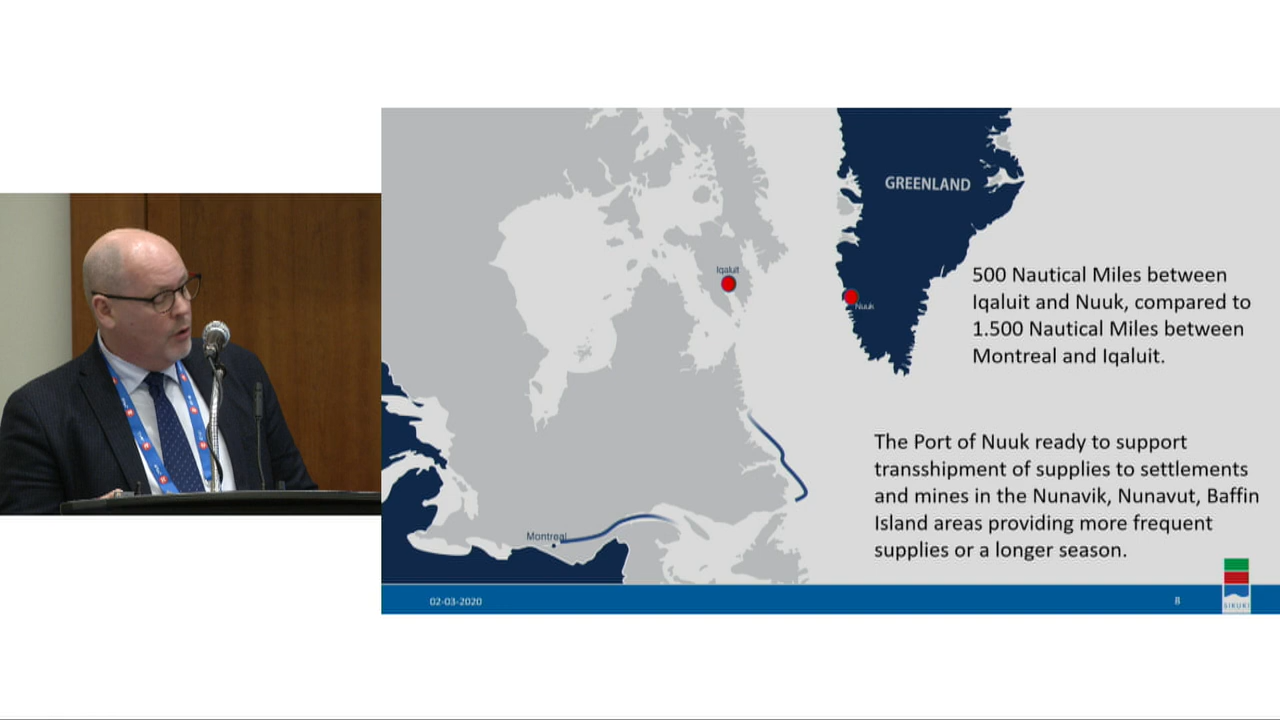 GREENLAND
Iqaluit
Nuuk
500 Nautical Miles between
Iqaluit and Nuuk, compared to
1.500 Nautical Miles between
Montreal and Iqaluit.
The Port of Nuuk ready to support
transshipment of supplies to settlements
and mines in the Nunavik, Nunavut, Baffin
Island areas providing more frequent
supplies or a longer season.
Montreal
02-03-2020
8
SIKUKI